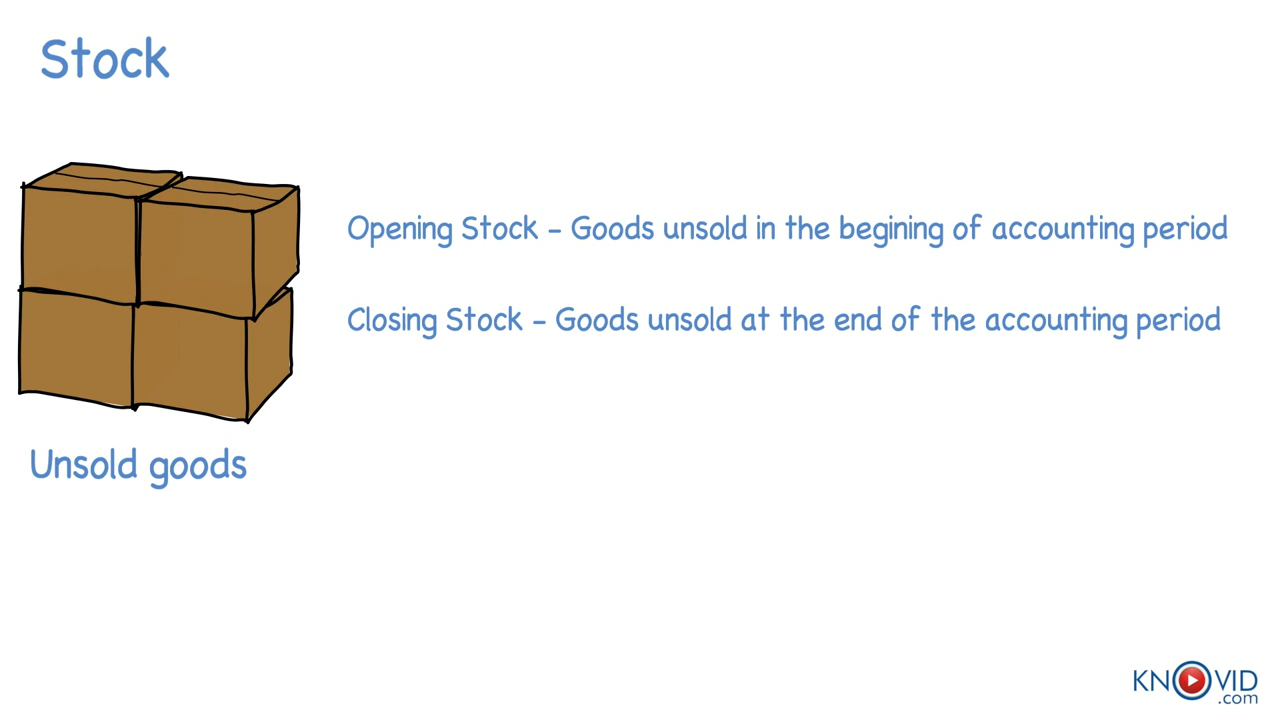 Stock
Opening Stock – Goods unsold in the begining of accounting period
Closing Stock – Goods unsold at the end of the accounting period
Unsold goods
KNOVID
.com